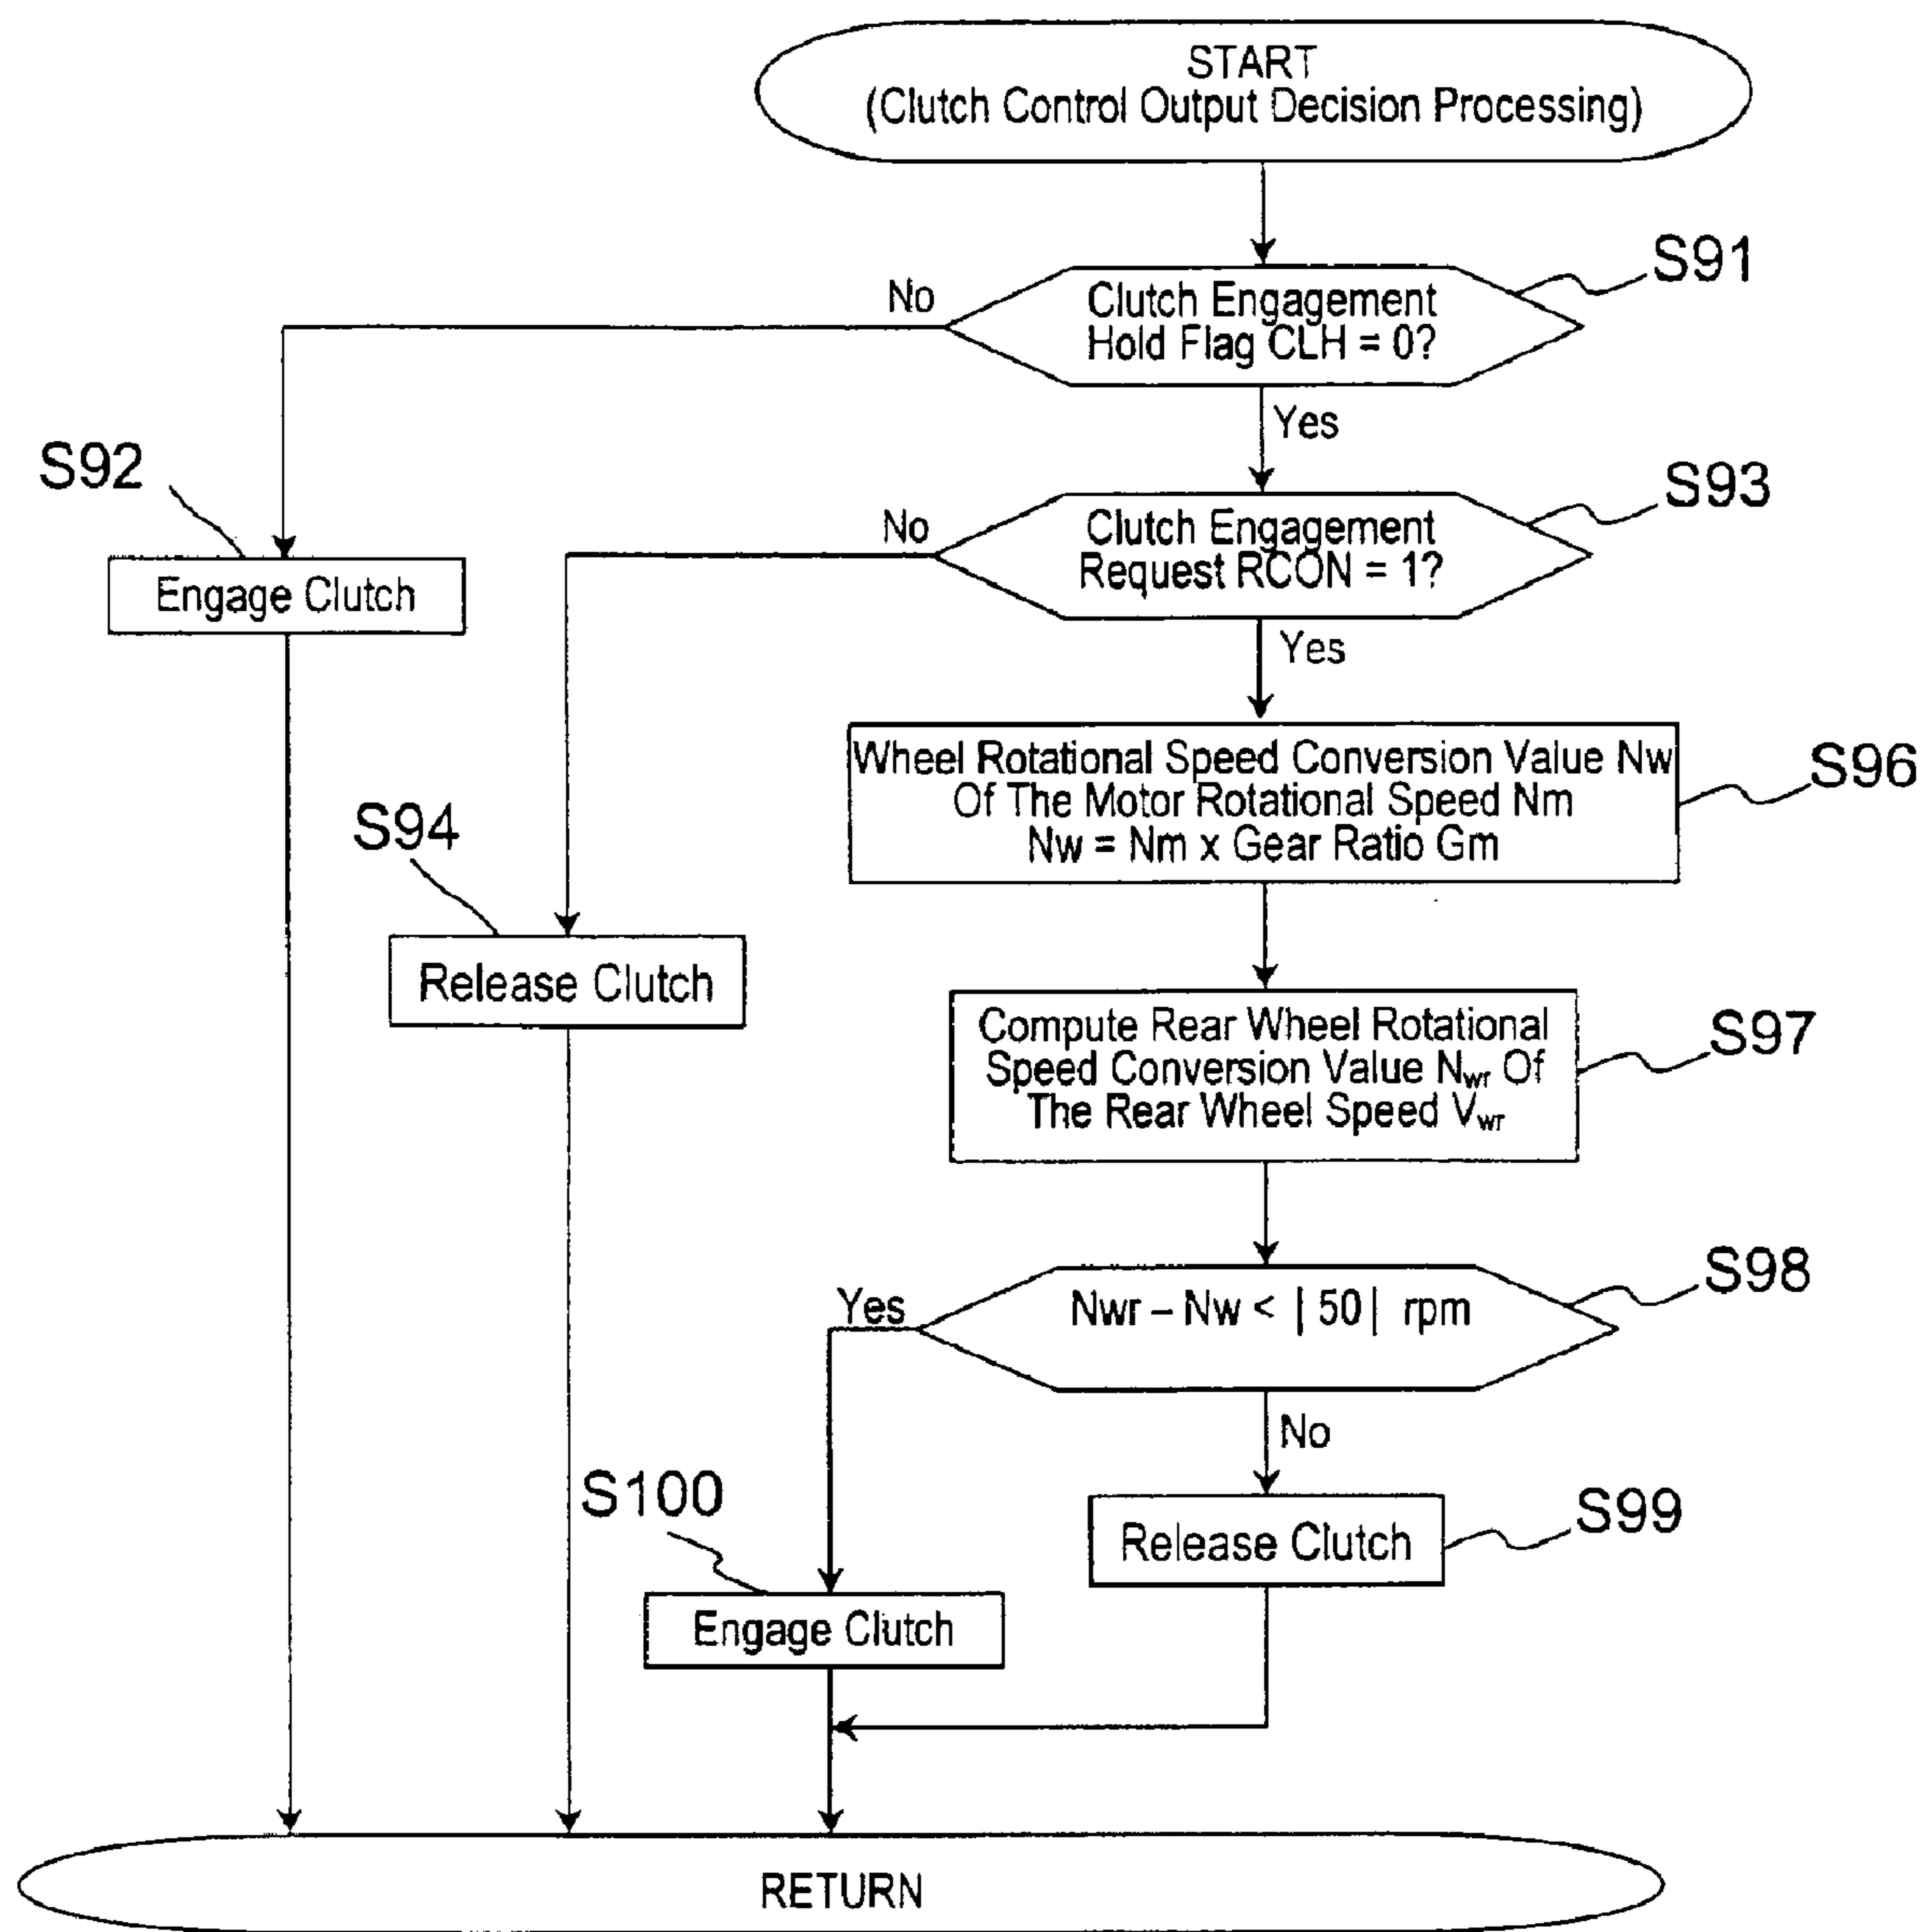 START
(Clutch Control Output Decision Processing)
S91
No
Clutch Engagement
Hold Flag CLH = 0?
Yes
S92
S93
No
Clutch Engagement
Request RCON = 1?
Engage Clutch
Yes
Wheel Rotational Speed Conversion Value Nw
Of The Motor Rotational Speed Nm
Nw = Nm x Gear Ratio Gm
S96
S94
Release Clutch
Compute Rear Wheel Rotational
Speed Conversion Value Nwr Of
The Rear Wheel Speed Vwr
S97
S98
Yes
Nwr – Nw < | 50 | rpm
No
S100
S99
Release Clutch
Engage Clutch
RETURN